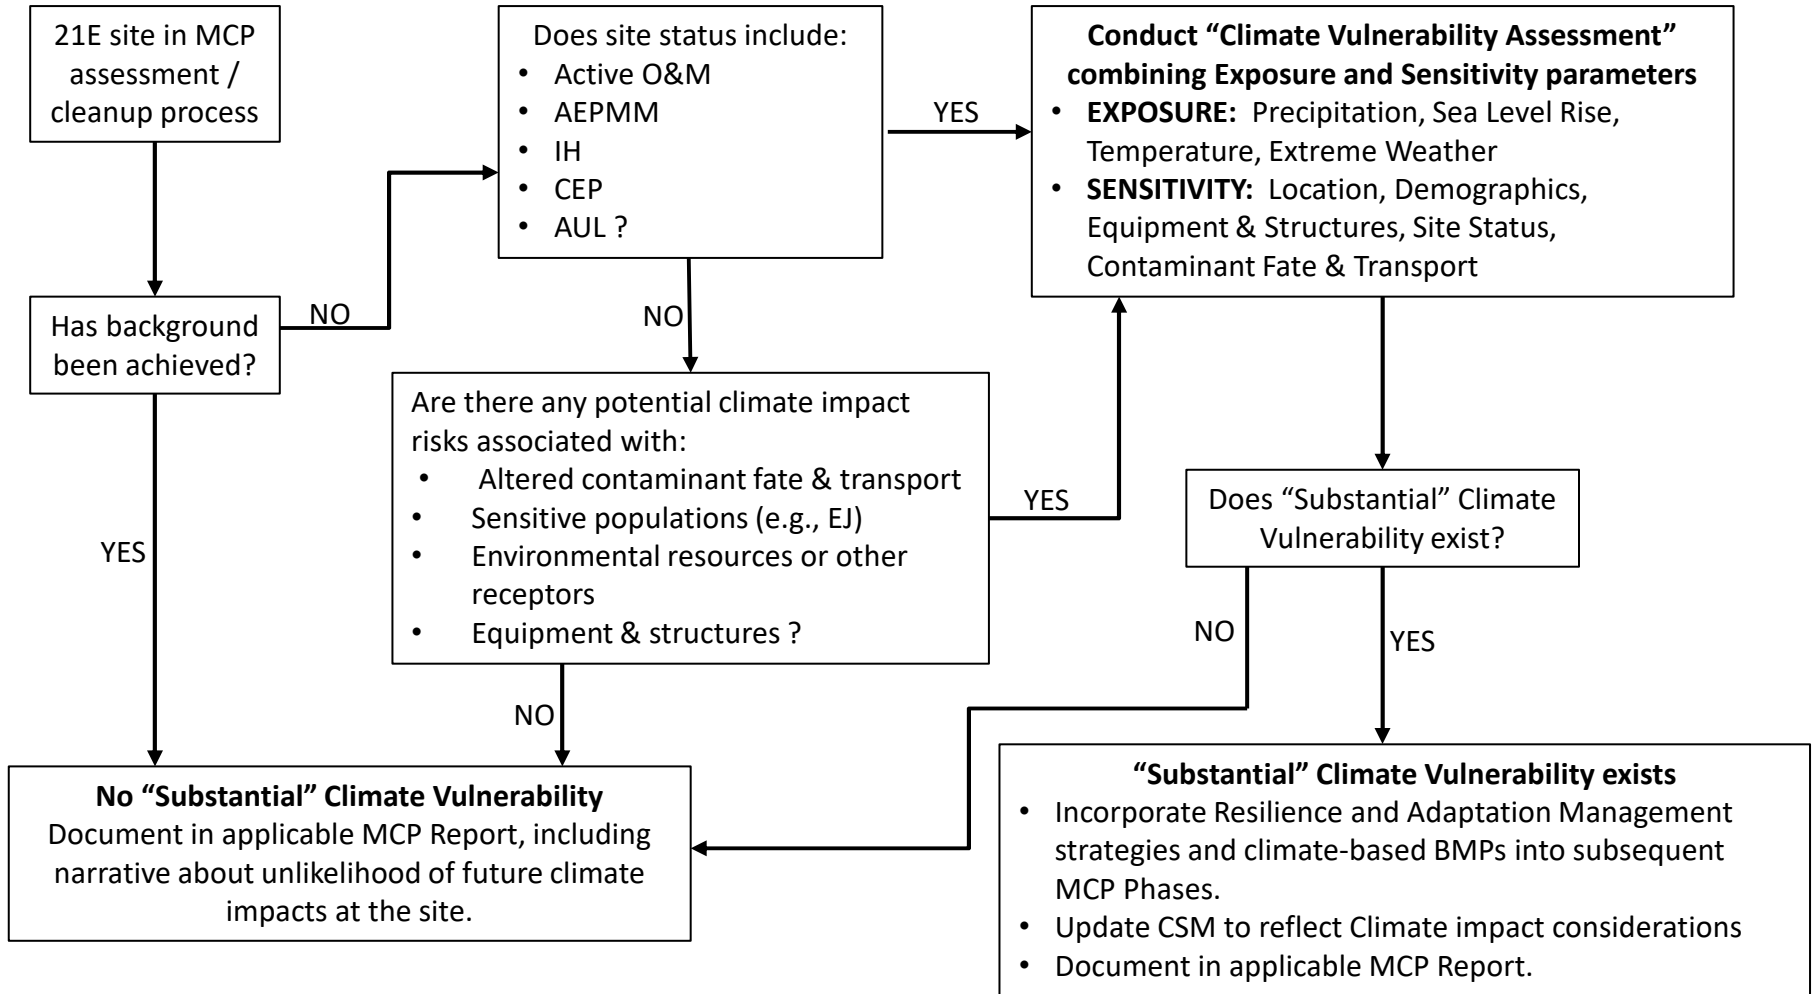 21E site in MCP
assessment /
cleanup process
Does site status include:
• Active O&M
• AEPMM
• IH
• CEP
• AUL ?
YES
Conduct “Climate Vulnerability Assessment”
combining Exposure and Sensitivity parameters
• EXPOSURE: Precipitation, Sea Level Rise,
Temperature, Extreme Weather
• SENSITIVITY: Location, Demographics,
Equipment & Structures, Site Status,
Contaminant Fate & Transport
Has background
been achieved?
NO
NO
Are there any potential climate impact
risks associated with:
• Altered contaminant fate & transport
• Sensitive populations (e.g., EJ)
• Environmental resources or other
receptors
• Equipment & structures ?
YES
Does “Substantial” Climate
Vulnerability exist?
YES
NO
YES
NO
No “Substantial” Climate Vulnerability
Document in applicable MCP Report, including
narrative about unlikelihood of future climate
impacts at the site.
“Substantial” Climate Vulnerability exists
• Incorporate Resilience and Adaptation Management
strategies and climate-based BMPs into subsequent
MCP Phases.
• Update CSM to reflect Climate impact considerations
• Document in applicable MCP Report.